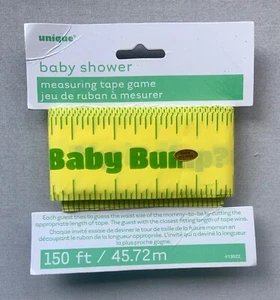 unique
baby shower
measuring tape game
jeu de ruban à mesurer
Baby Bump?
Each guest tries to guess the waist size of the mommy-to-be by cutting the
appropriate length of tape. The guest with the closest fitting length of tape wins.
Chaque invité essaie de deviner le tour de taille de la future maman en
découpant le ruban de la longueur appropriée. L'invité qui a deviné la longueur
la plus proche gagne.
150 ft / 45.72m